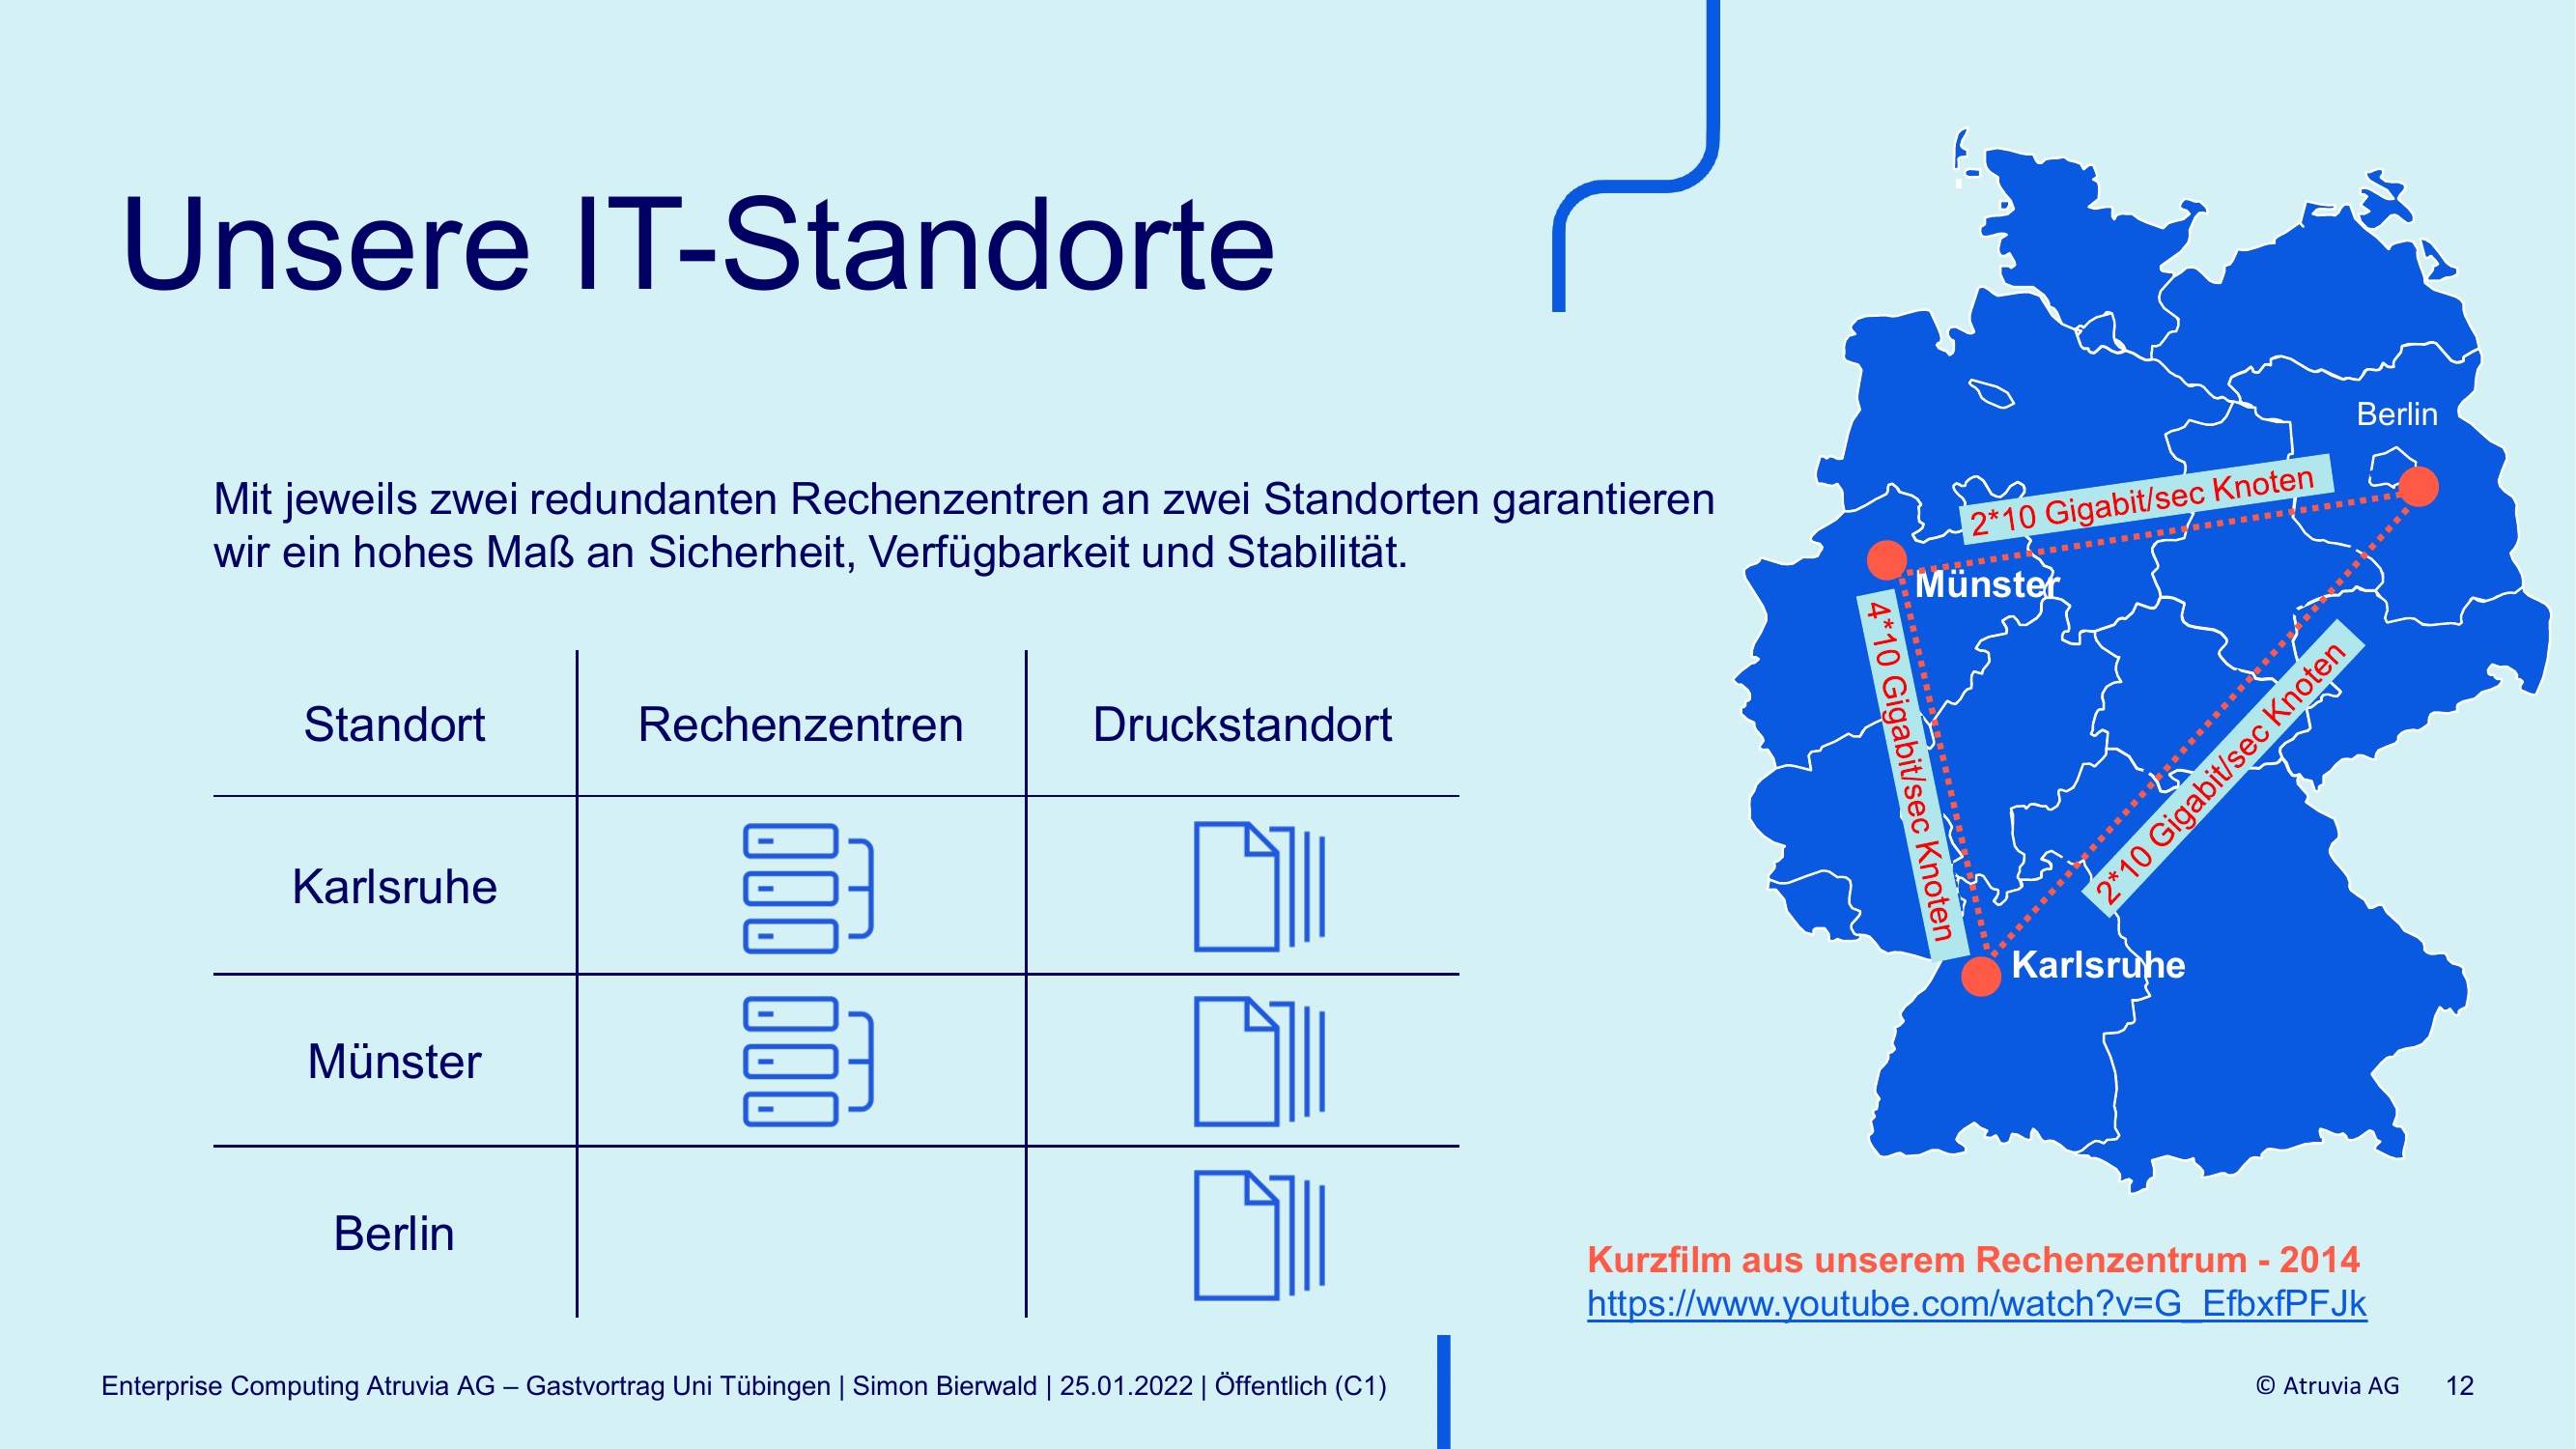 Unsere IT-Standorte
Mit jeweils zwei redundanten Rechenzentren an zwei Standorten garantieren
wir ein hohes Maß an Sicherheit, Verfügbarkeit und Stabilität.
Standort Rechenzentren Druckstandort
Karlsruhe
Münster
Berlin
Berlin
2*10 Gigabit/sec Knoten
Münster
4*10 Gigabit/sec Knoten
2*10 Gigabit/sec Knoten
Karlsruhe
Kurzfilm aus unserem Rechenzentrum - 2014
https://www.youtube.com/watch?v=G_EfbxfPFJk
Enterprise Computing Atruvia AG – Gastvortrag Uni Tübingen | Simon Bierwald | 25.01.2022 | Öffentlich (C1)
© Atruvia AG 12